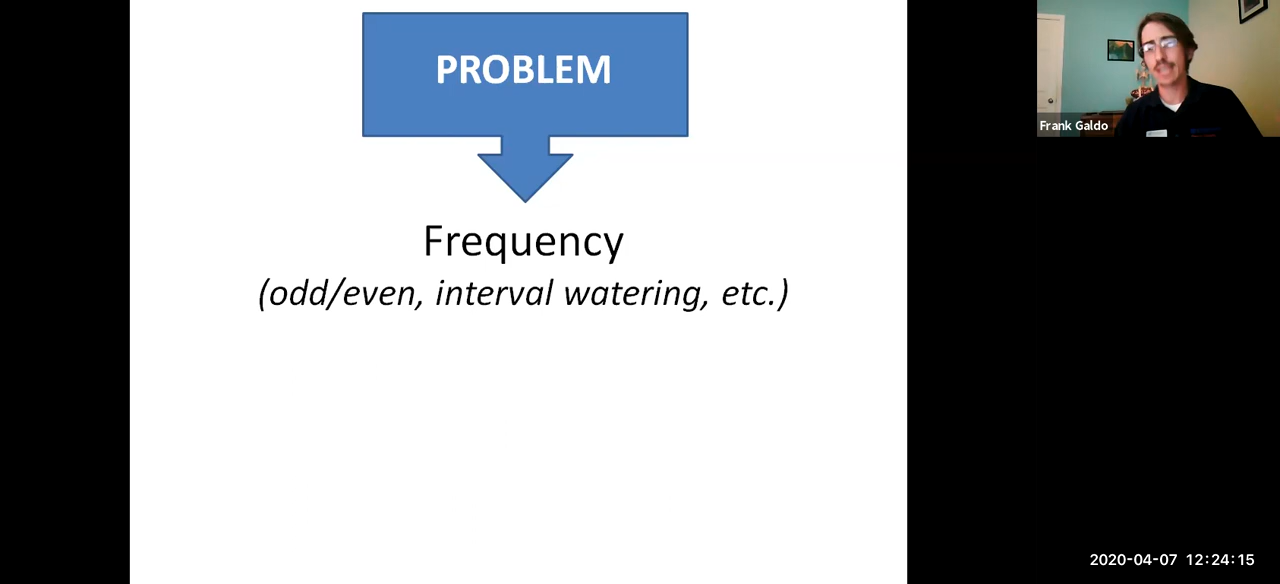 PROBLEM
Frequency
(odd/even, interval watering, etc.)
Frank Galdo
2020-04-07 12:24:15